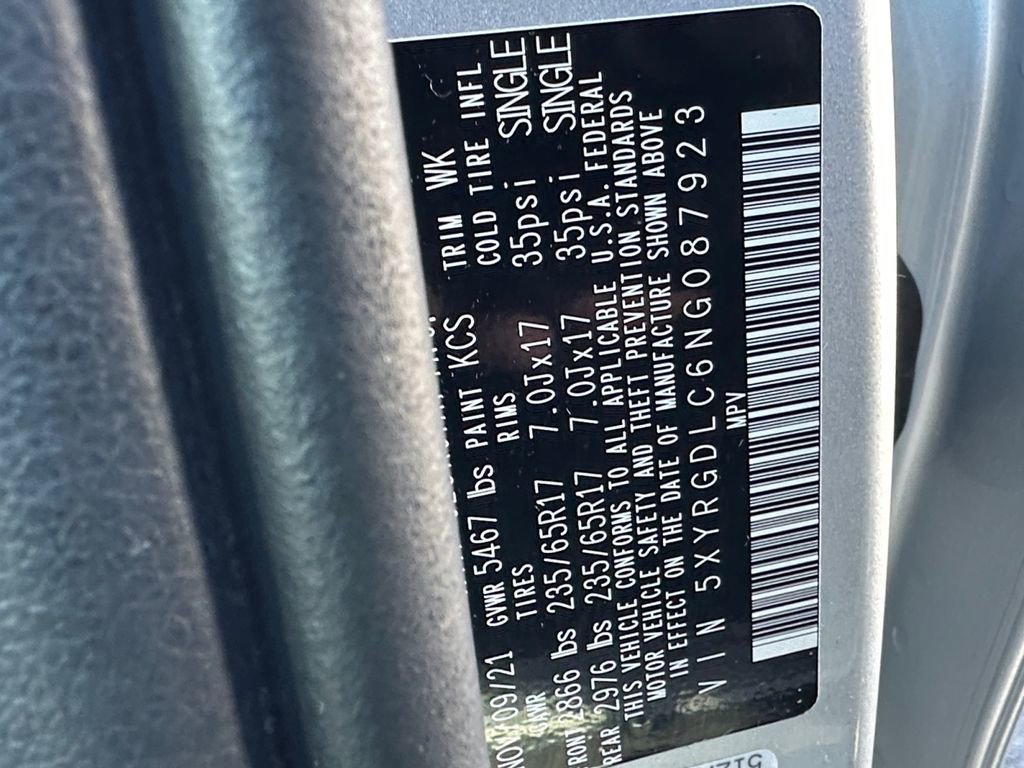 NOV/09/21 GVWR 5467 lbs PAINT KCS TRIM WK
GAWR TIRES RIMS COLD TIRE INFL
FRONT 2866 lbs 235/65R17 7.0Jx17 35psi SINGLE
REAR 2976 lbs 235/65R17 7.0Jx17 35psi SINGLE
THIS VEHICLE CONFORMS TO ALL APPLICABLE U.S.A. FEDERAL
MOTOR VEHICLE SAFETY AND THEFT PREVENTION STANDARDS
IN EFFECT ON THE DATE OF MANUFACTURE SHOWN ABOVE
VIN 5XYRGDLC6NG087923
MPV